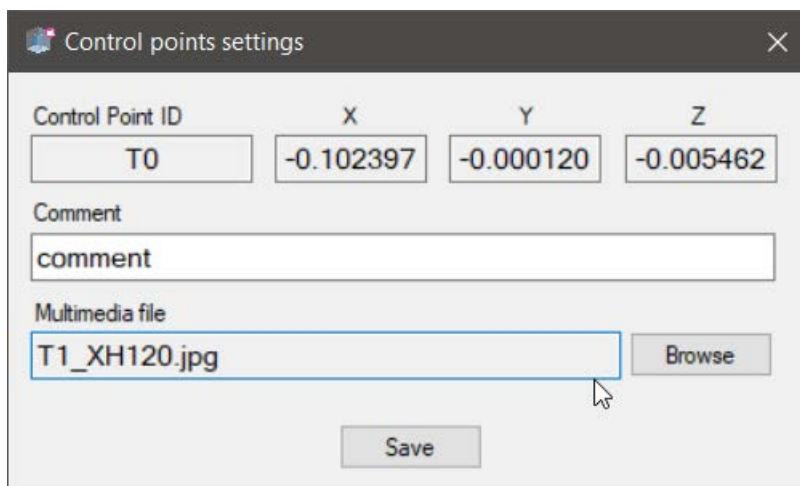 Control points settings
Control Point ID X Y Z
T0 -0.102397 -0.000120 -0.005462
Comment
comment
Multimedia file
T1_XH120.jpg Browse
Save